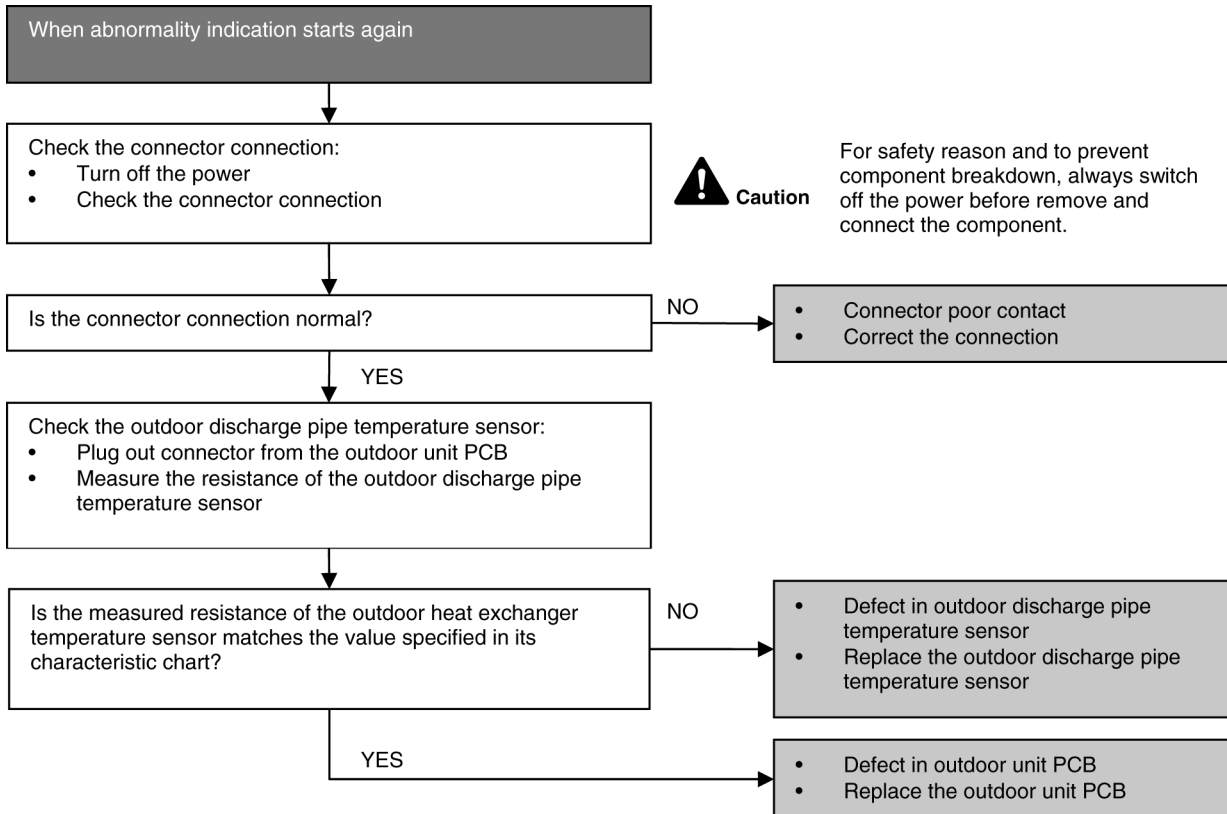 When abnormality indication starts again
Check the connector connection:
• Turn off the power
• Check the connector connection
Caution
For safety reason and to prevent
component breakdown, always switch
off the power before remove and
connect the component.
Is the connector connection normal?
NO
• Connector poor contact
• Correct the connection
YES
Check the outdoor discharge pipe temperature sensor:
• Plug out connector from the outdoor unit PCB
• Measure the resistance of the outdoor discharge pipe
temperature sensor
Is the measured resistance of the outdoor heat exchanger
temperature sensor matches the value specified in its
characteristic chart?
NO
• Defect in outdoor discharge pipe
temperature sensor
• Replace the outdoor discharge pipe
temperature sensor
YES
• Defect in outdoor unit PCB
• Replace the outdoor unit PCB